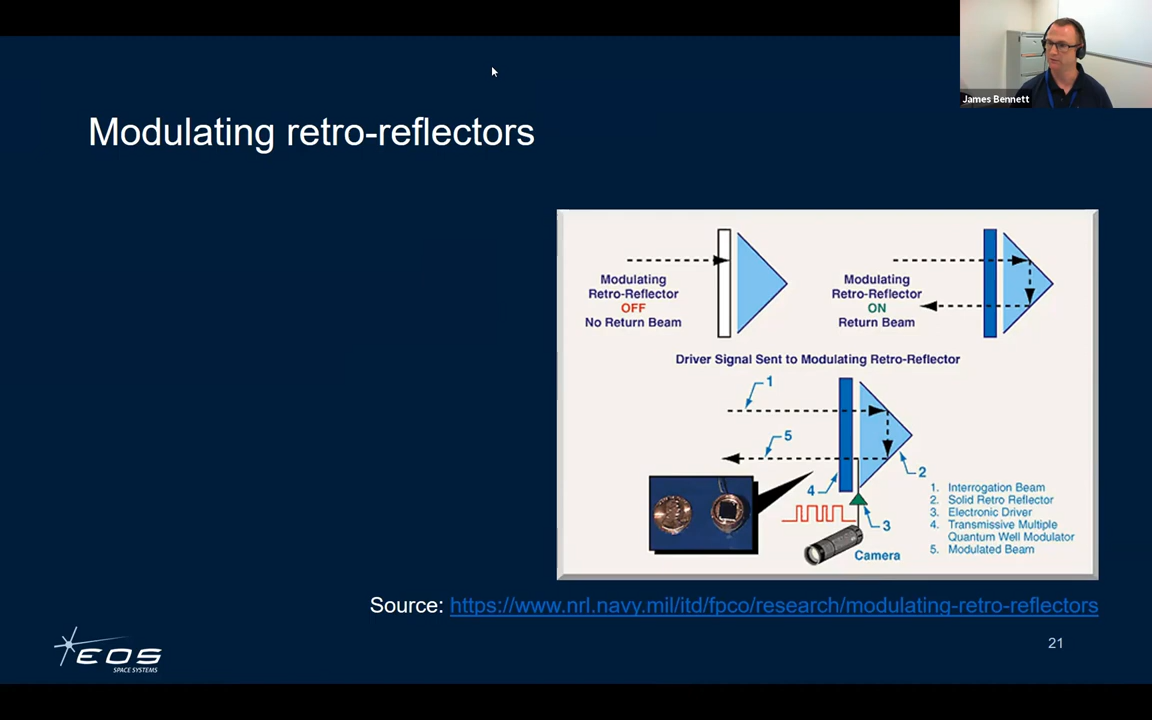 James Bennett
Modulating retro-reflectors
Modulating
Retro-Reflector
OFF
No Return Beam
Modulating
Retro-Reflector
ON
Return Beam
Driver Signal Sent to Modulating Retro-Reflector
1
5
2
4
3
Camera
1. Interrogation Beam
2. Solid Retro Reflector
3. Electronic Driver
4. Transmissive Multiple
Quantum Well Modulator
5. Modulated Beam
Source: https://www.nrl.navy.mil/itd/fpco/research/modulating-retro-reflectors
EOS
SPACE SYSTEMS
21